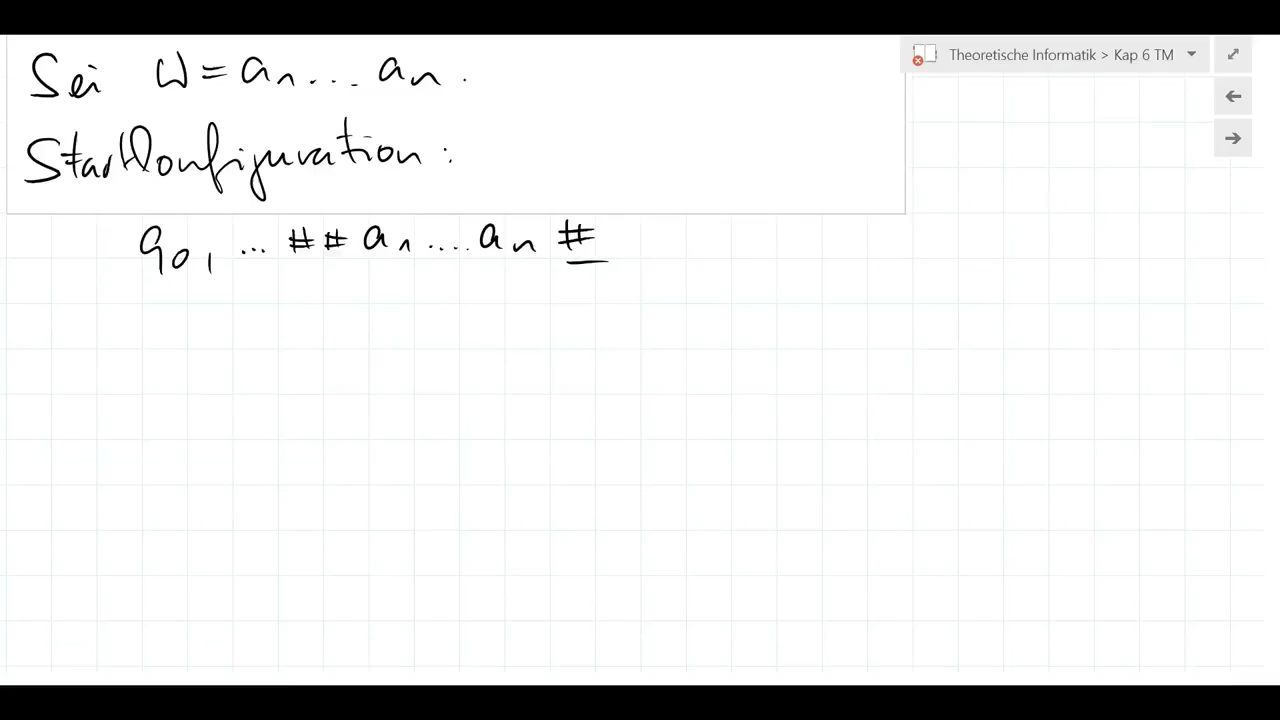 Sei w = a₁ ... aₙ .
Theoretische Informatik > Kap 6 TM
Startkonfiguration :
q₀, ... # # a₁ .... aₙ #